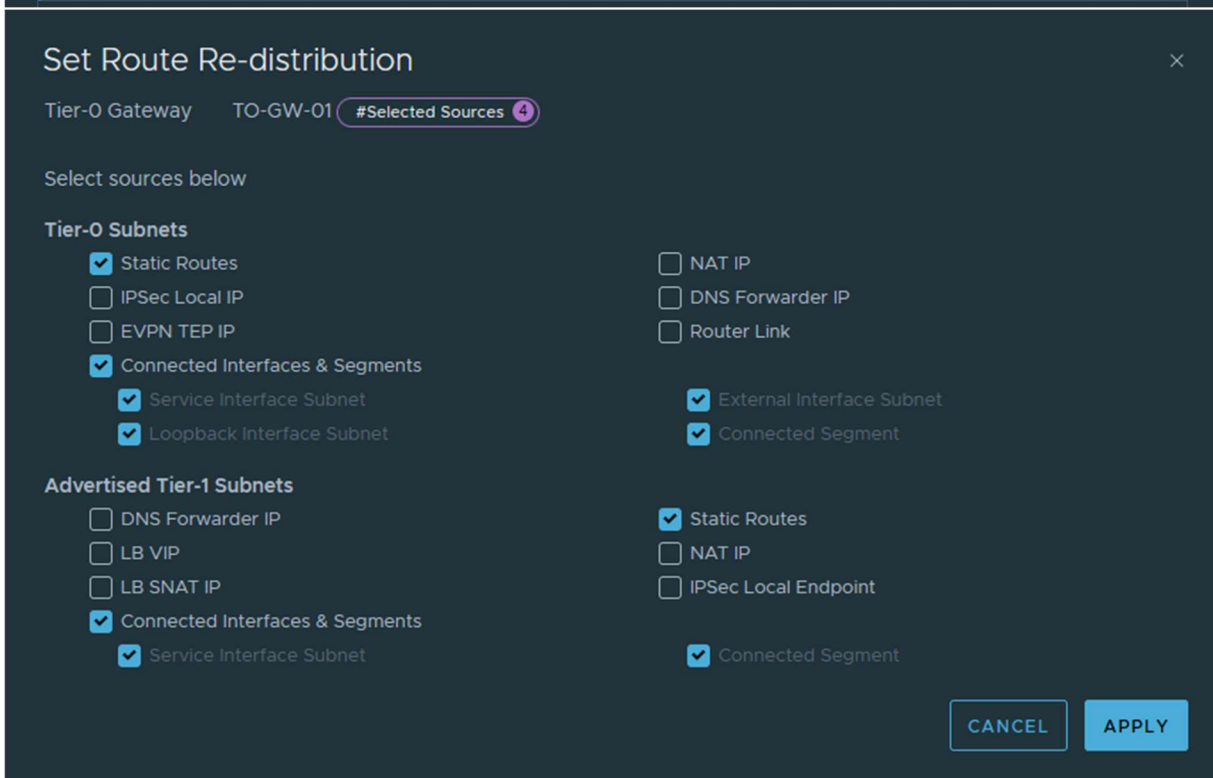 Set Route Re-distribution
Tier-0 Gateway TO-GW-01 #Selected Sources 4
Select sources below
Tier-0 Subnets
Static Routes NAT IP
IPSec Local IP DNS Forwarder IP
EVPN TEP IP Router Link
Connected Interfaces & Segments
Service Interface Subnet External Interface Subnet
Loopback Interface Subnet Connected Segment
Advertised Tier-1 Subnets
DNS Forwarder IP Static Routes
LB VIP NAT IP
LB SNAT IP IPSec Local Endpoint
Connected Interfaces & Segments
Service Interface Subnet Connected Segment
CANCEL APPLY